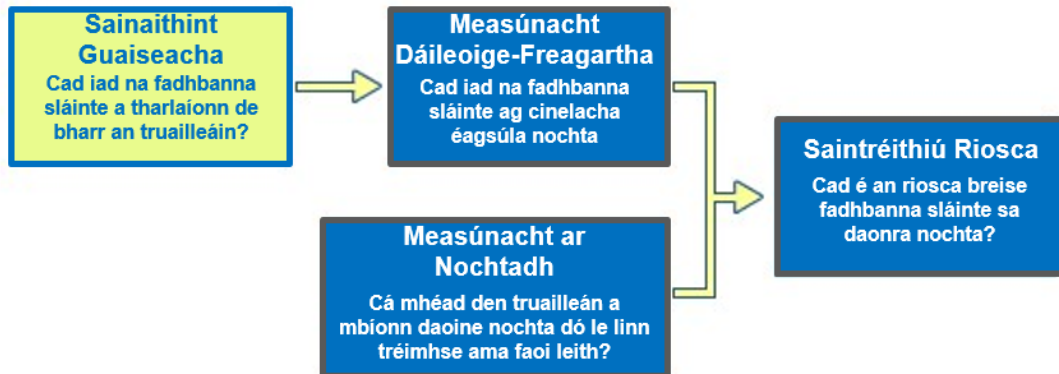 Sainaithint
Guaiseacha
Cad iad na fadhbanna
sláinte a tharlaíonn de
bharr an truailleáin?
Measúnacht
Dáileoige-Freagartha
Cad iad na fadhbanna
sláinte ag cinelacha
éagsúla nochta
Measúnacht ar
Nochtadh
Cá mhéad den truailleán a
mbíonn daoine nochta dó le linn
tréimhse ama faoi leith?
Saintréithiú Riosca
Cad é an riosca breise
fadhbanna sláinte sa
daonra nochta?